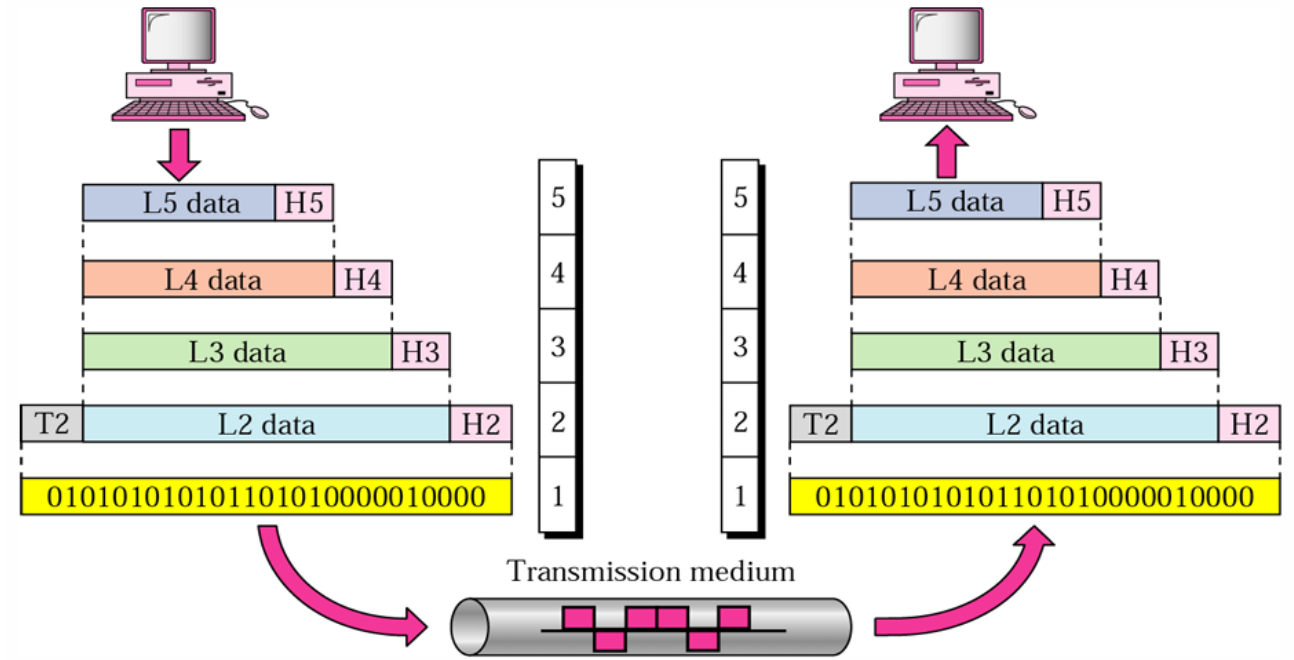 L5 data H5 5 5 L5 data H5
L4 data H4 4 4 L4 data H4
L3 data H3 3 3 L3 data H3
T2 L2 data H2 2 2 T2 L2 data H2
010101010101101010000010000 1 1 010101010101101010000010000
Transmission medium